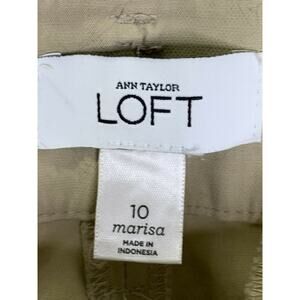 ANN TAYLOR
LOFT
10
marisa
MADE IN
INDONESIA